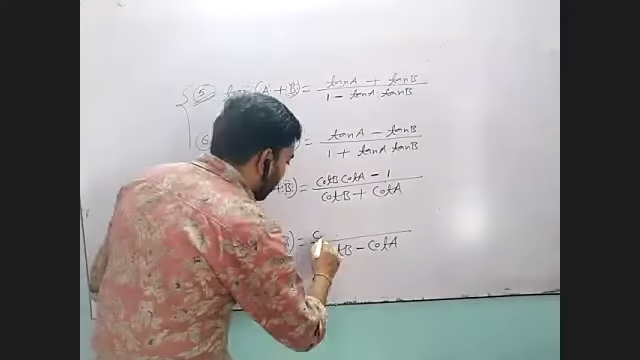 (5) tan (A + B) = tanA + tanB / 1 - tanA tanB
(6 ) = tanA - tanB / 1 + tanA tanB
+ B) = CotB CotA - 1 / CotB + CotA
B) = C / tB - CotA